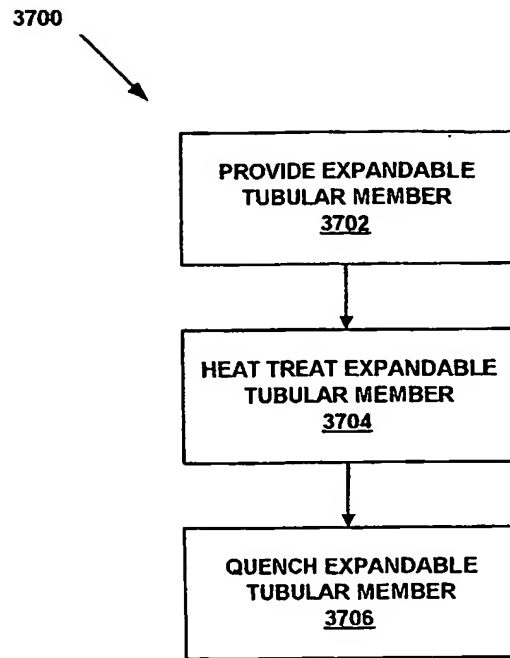 3700
PROVIDE EXPANDABLE
TUBULAR MEMBER
3702
HEAT TREAT EXPANDABLE
TUBULAR MEMBER
3704
QUENCH EXPANDABLE
TUBULAR MEMBER
3706